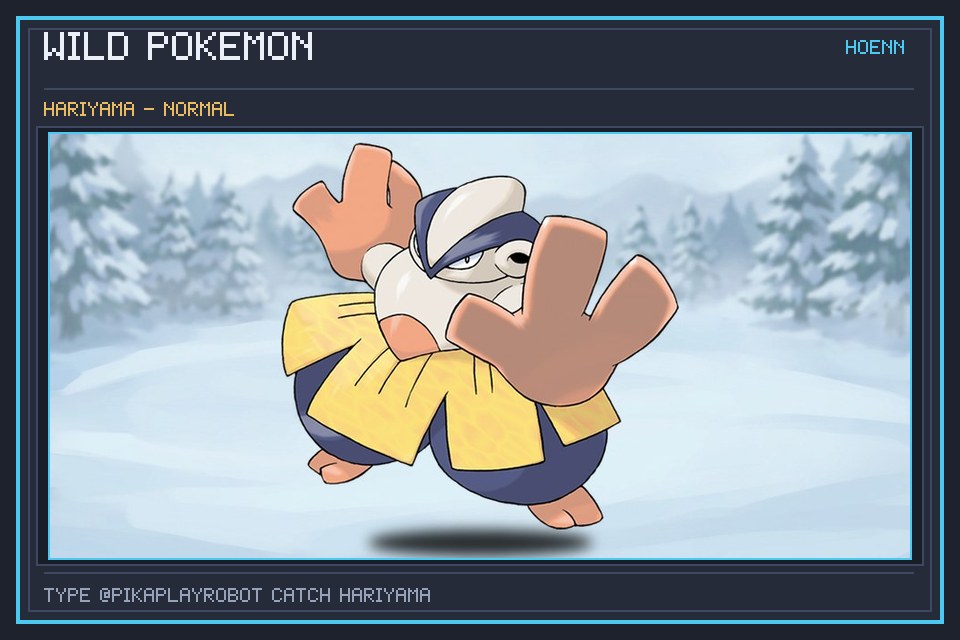 WILD POKEMON
HOENN
HARIYAMA - NORMAL
TYPE @PIKAPLAYROBOT CATCH HARIYAMA